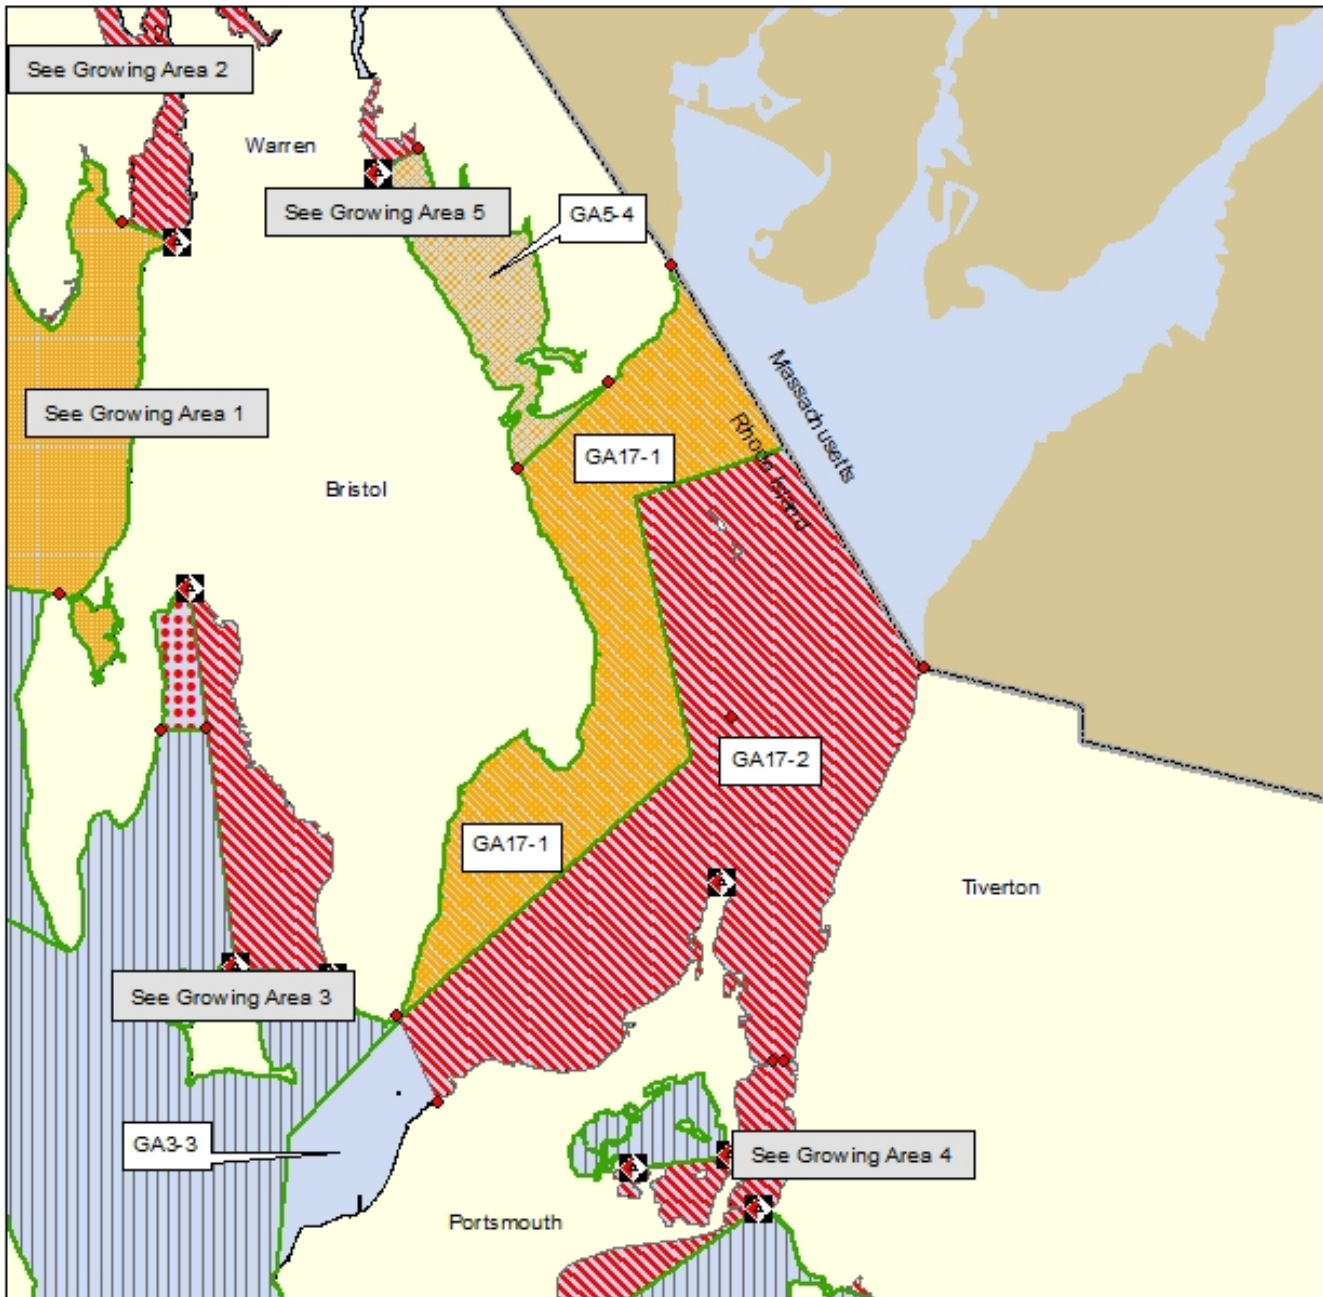 See Growing Area 2
Warren
See Growing Area 5
GA5-4
Massachusetts
Rhode Island
See Growing Area 1
GA17-1
Bristol
GA17-2
GA17-1
Tiverton
See Growing Area 3
GA3-3
See Growing Area 4
Portsmouth